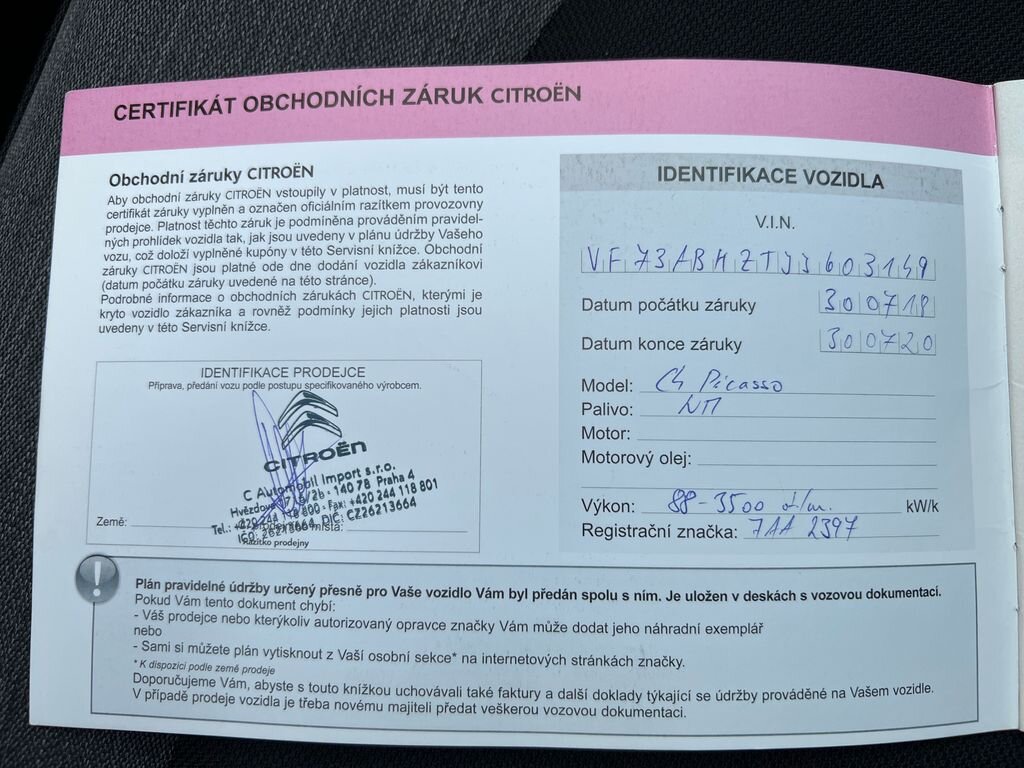 CERTIFIKÁT OBCHODNÍCH ZÁRUK CITROËN
Obchodní záruky CITROËN
Aby obchodní záruky CITROËN vstoupily v platnost, musí být tento
certifikát záruky vyplněn a označen oficiálním razítkem provozovny
prodejce. Platnost těchto záruk je podmíněna prováděním pravidel-
ných prohlídek vozidla tak, jak jsou uvedeny v plánu údržby Vašeho
vozu, což doloží vyplněné kupóny v této Servisní knížce. Obchodní
záruky CITROËN jsou platné ode dne dodání vozidla zákazníkovi
(datum počátku záruky uvedené na této stránce).
Podrobné informace o obchodních zárukách CITROËN, kterými je
kryto vozidlo zákazníka a rovněž podmínky jejich platnosti jsou
uvedeny v této Servisní knížce.
IDENTIFIKACE PRODEJCE
Příprava, předání vozu podle postupu specifikovaného výrobcem.
CITROËN
C Automobil Import s.r.o.
140 78 Praha 4
Fax: +420 244 118 801
DIČ: CZ26213664
Země:
Razítko prodejny
IDENTIFIKACE VOZIDLA
V.I.N.
Datum počátku záruky 300718
Datum konce záruky 300720
Model: C4 Picasso
Palivo: NM
Motor:
Motorový olej:
Výkon: 88-3500 kW/k
Registrační značka: 7AA 2397
! Plán pravidelné údržby určený přesně pro Vaše vozidlo Vám byl předán spolu s ním. Je uložen v deskách s vozovou dokumentací.
Pokud Vám tento dokument chybí:
- Váš prodejce nebo kterýkoliv autorizovaný opravce značky Vám může dodat jeho náhradní exemplář
nebo
- Sami si můžete plán vytisknout z Vaší osobní sekce* na internetových stránkách značky.
* K dispozici podle země prodeje
Doporučujeme Vám, abyste s touto knížkou uchovávali také faktury a další doklady týkající se údržby prováděné na Vašem vozidle.
V případě prodeje vozidla je třeba novému majiteli předat veškerou vozovou dokumentaci.